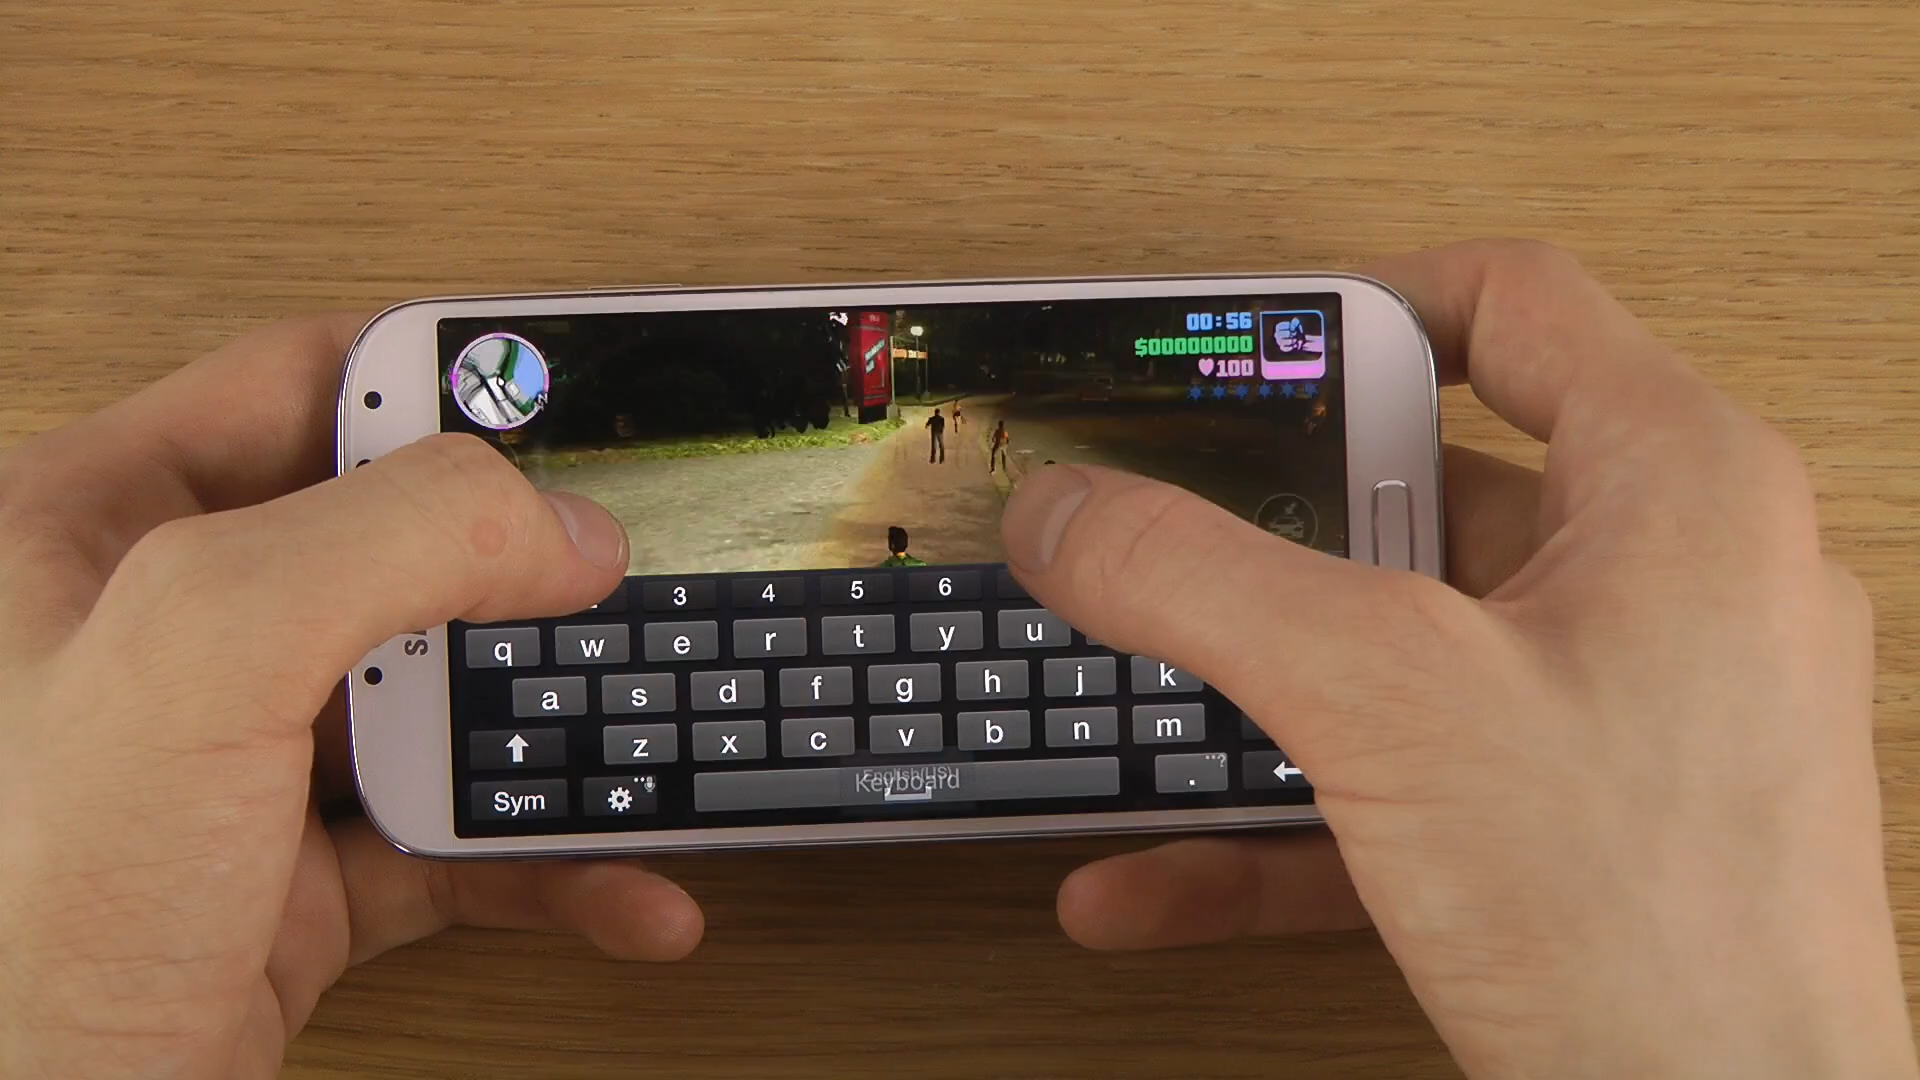 00:56
$00000000
100
3 4 5 6
q w e r t y u
a s d f g h j k
z x c v b n m
Sym English(US) Keyboard . ...?